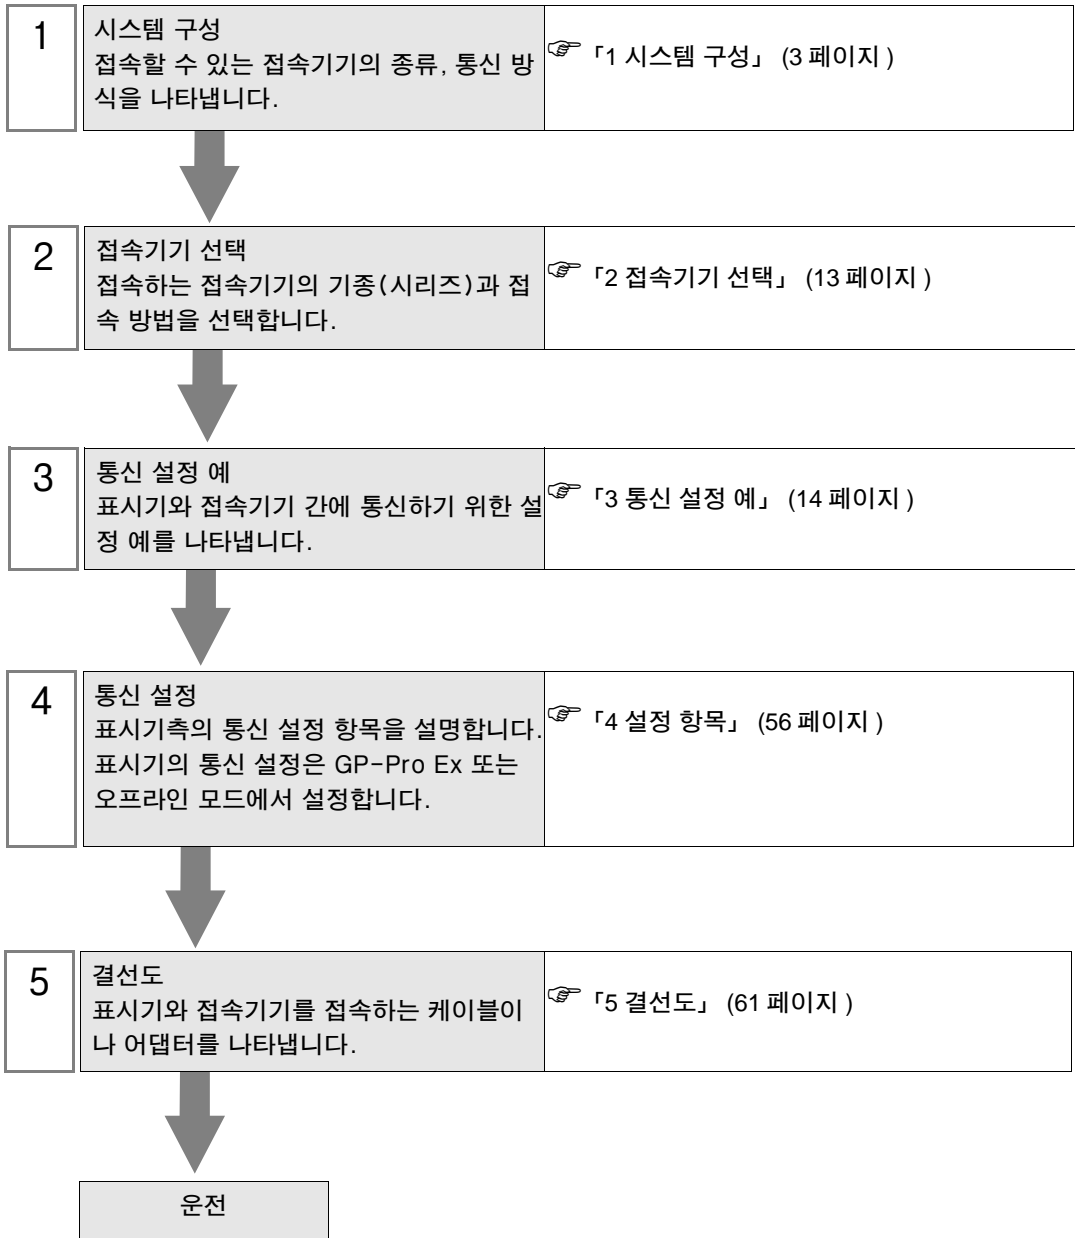 1
시스템 구성
접속할 수 있는 접속기기의 종류, 통신 방
식을 나타냅니다.
☞ 「1 시스템 구성」 (3 페이지 )
2
접속기기 선택
접속하는 접속기기의 기종(시리즈)과 접
속 방법을 선택합니다.
☞ 「2 접속기기 선택」 (13 페이지 )
3
통신 설정 예
표시기와 접속기기 간에 통신하기 위한 설
정 예를 나타냅니다.
☞ 「3 통신 설정 예」 (14 페이지 )
4
통신 설정
표시기측의 통신 설정 항목을 설명합니다.
표시기의 통신 설정은 GP-Pro Ex 또는
오프라인 모드에서 설정합니다.
☞ 「4 설정 항목」 (56 페이지 )
5
결선도
표시기와 접속기기를 접속하는 케이블이
나 어댑터를 나타냅니다.
☞ 「5 결선도」 (61 페이지 )
운전